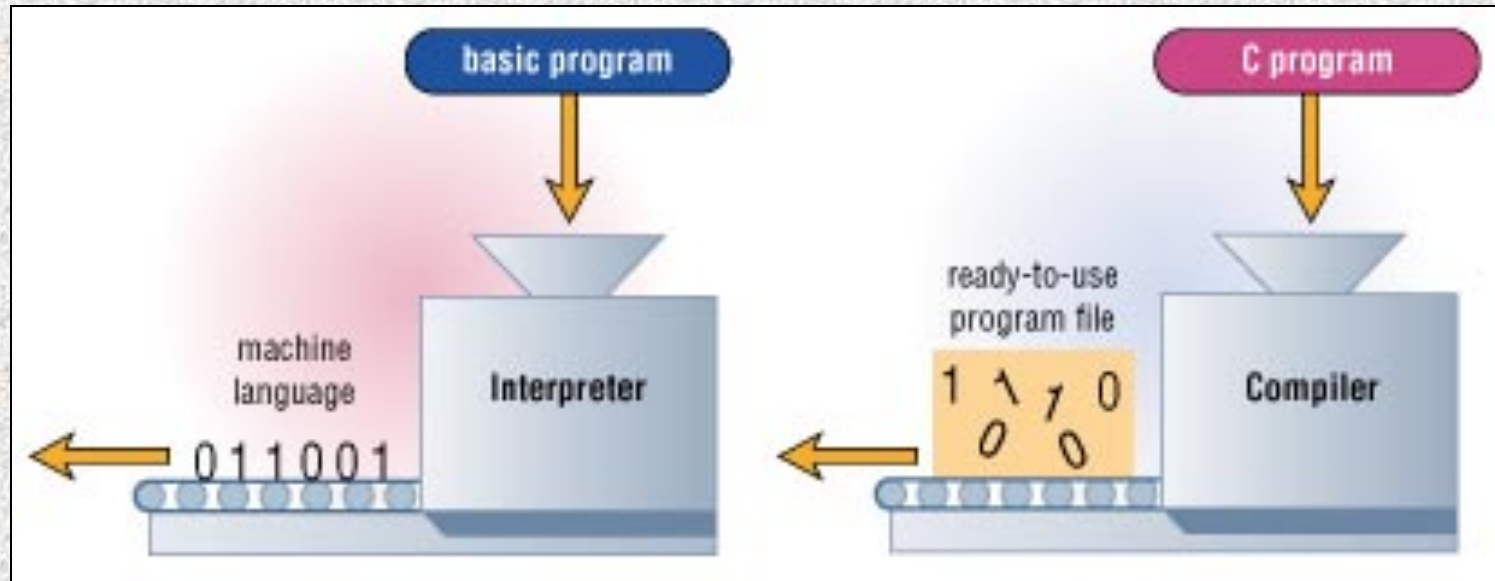 basic program
machine
language
Interpreter
011001
C program
ready-to-use
program file
1 1 1 0
0 0
Compiler